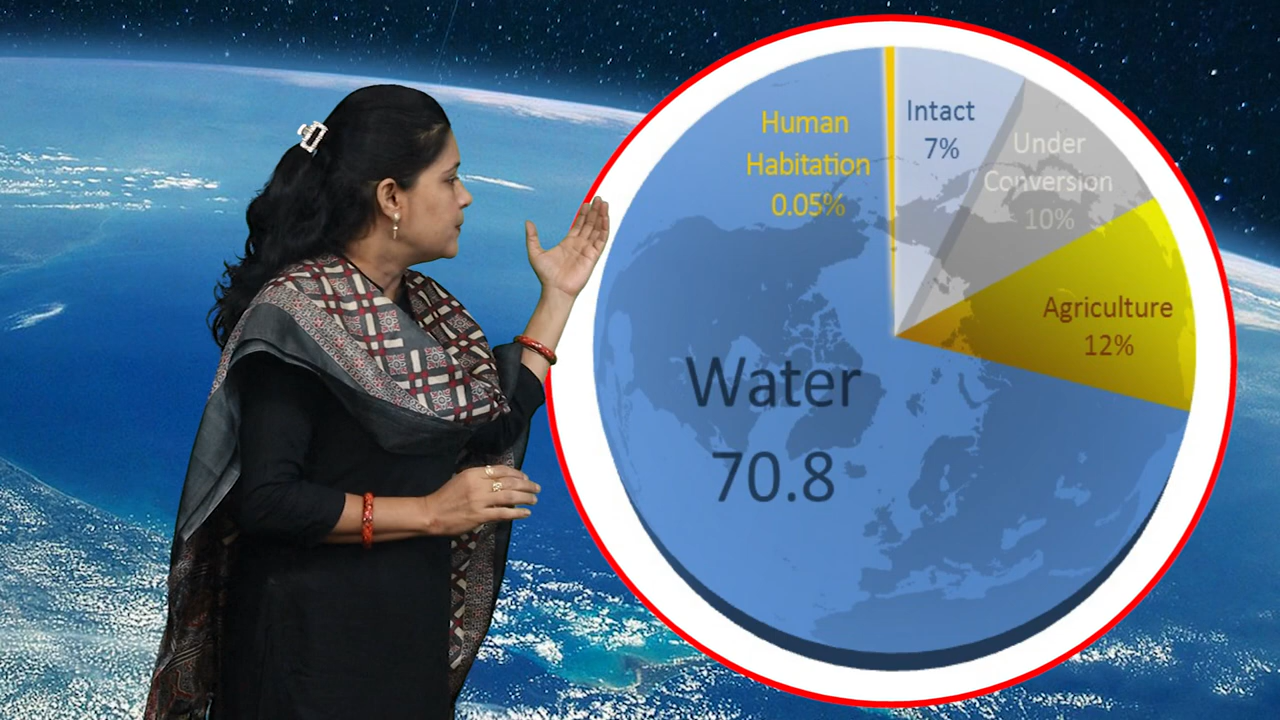 Human
Habitation
0.05%
Intact
7%
Under
Conversion
10%
Agriculture
12%
Water
70.8